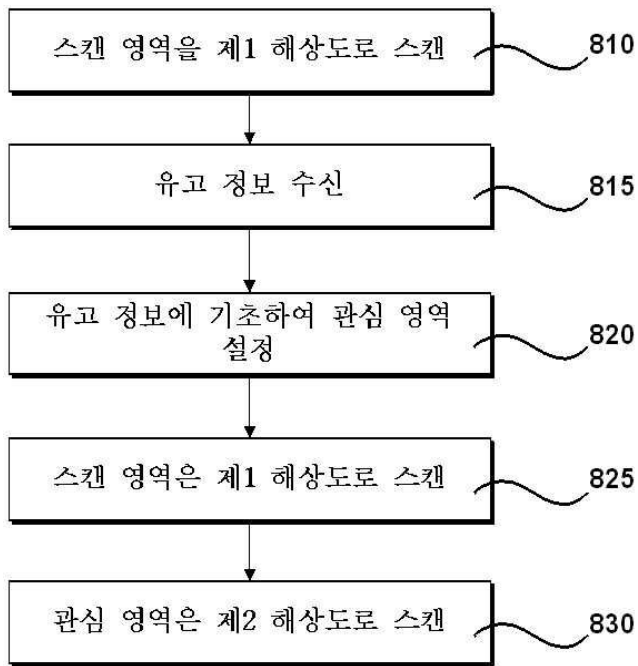 스캔 영역을 제1 해상도로 스캔
810
유고 정보 수신
815
유고 정보에 기초하여 관심 영역
설정
820
스캔 영역은 제1 해상도로 스캔
825
관심 영역은 제2 해상도로 스캔
830